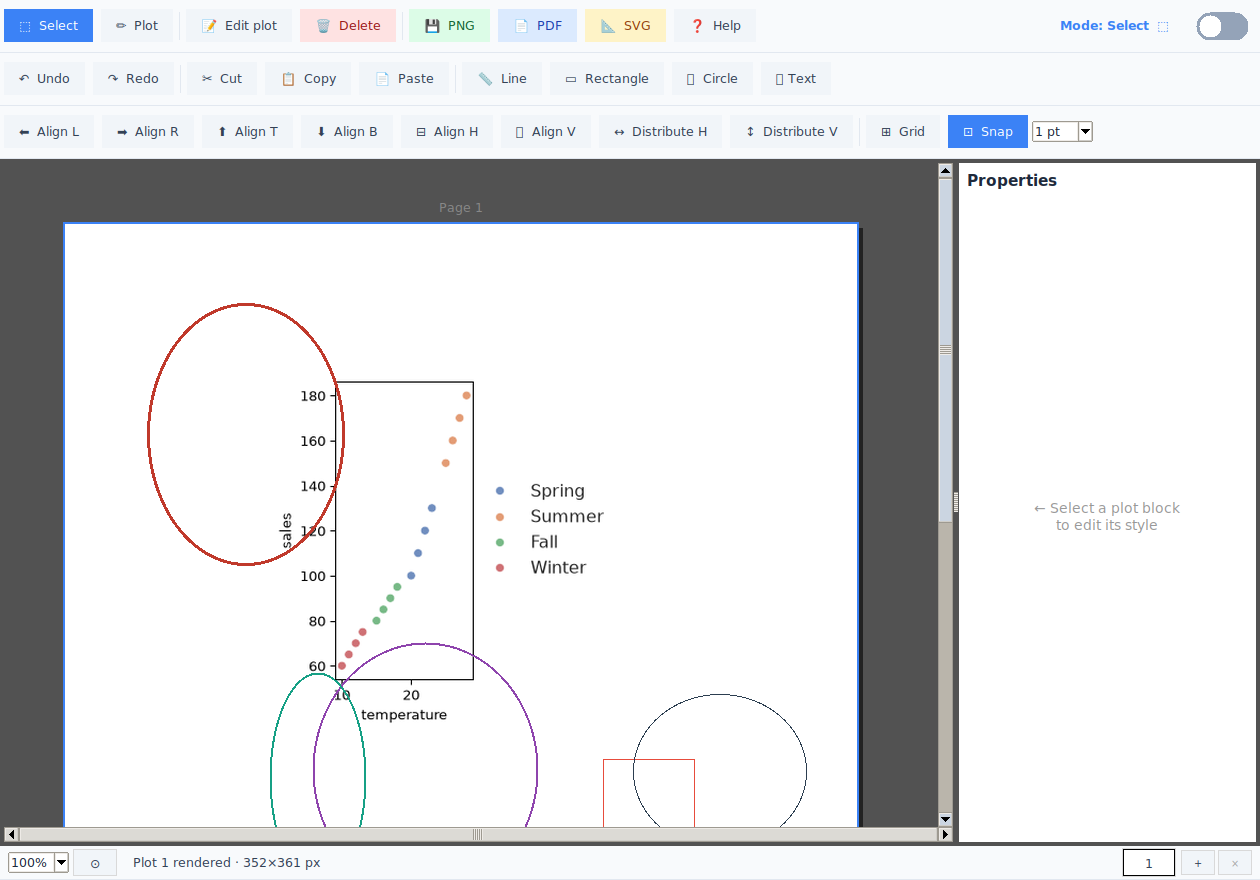 Select Plot Edit plot Delete PNG PDF SVG Help Mode: Select
Undo Redo Cut Copy Paste Line Rectangle Circle Text
Align L Align R Align T Align B Align H Align V Distribute H Distribute V Grid Snap 1 pt
Properties
Page 1
180
160
140
120
100
80
60
sales
10 20
temperature
Spring
Summer
Fall
Winter
← Select a plot block
to edit its style
100% Plot 1 rendered · 352×361 px 1 + ×